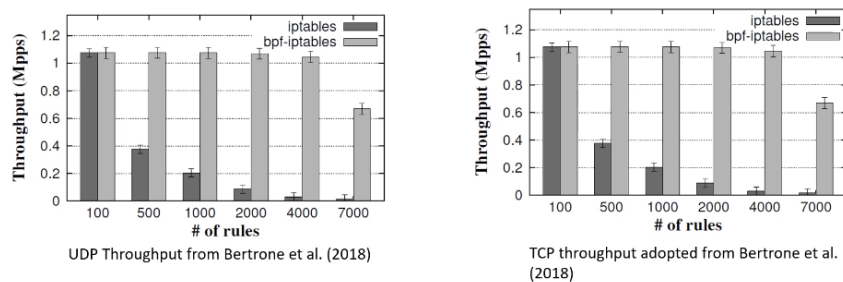 iptables
bpf-iptables
Throughput (Mpps)
1.2
1
0.8
0.6
0.4
0.2
0
100 500 1000 2000 4000 7000
# of rules
UDP Throughput from Bertrone et al. (2018)
iptables
bpf-iptables
Throughput (Mpps)
1.2
1
0.8
0.6
0.4
0.2
0
100 500 1000 2000 4000 7000
# of rules
TCP throughput adopted from Bertrone et al.
(2018)